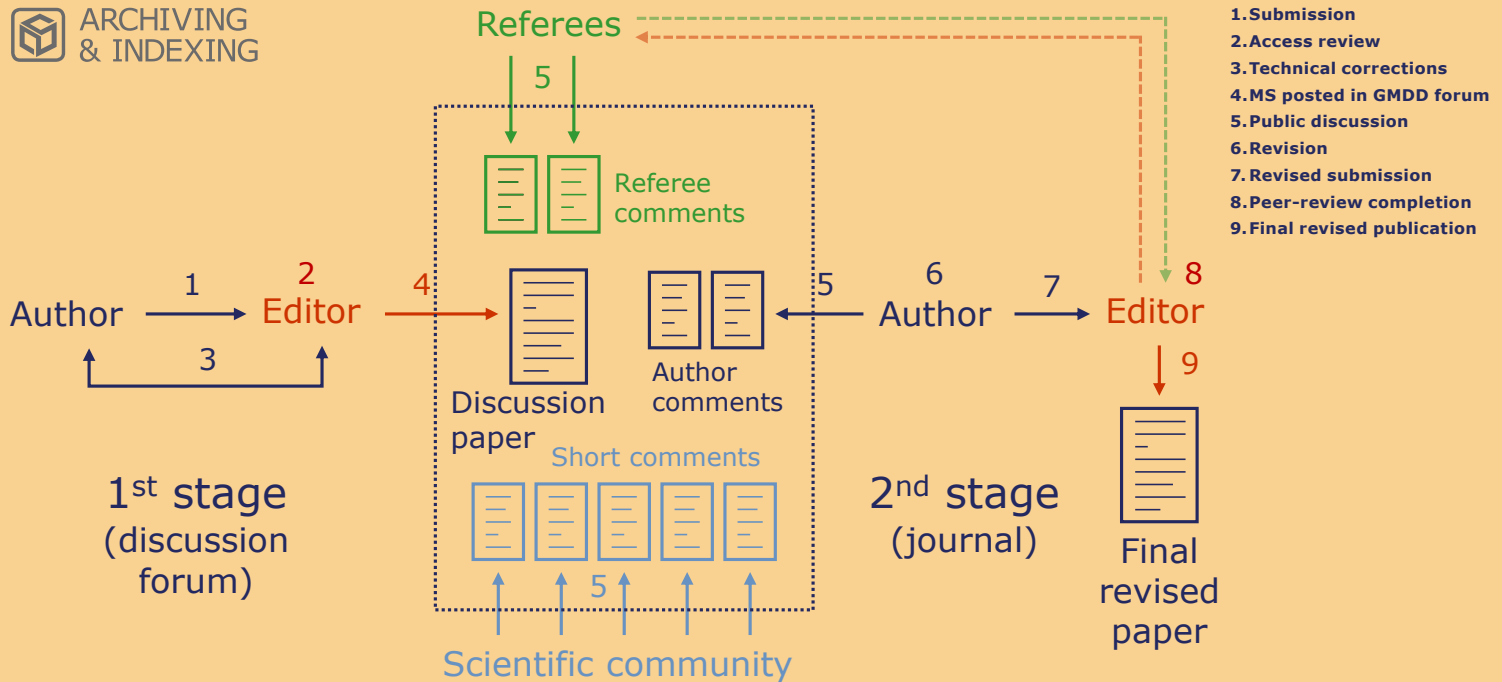 ARCHIVING
& INDEXING
Referees
1.Submission
2.Access review
3.Technical corrections
4.MS posted in GMDD forum
5.Public discussion
6.Revision
7.Revised submission
8.Peer-review completion
9.Final revised publication
5
Referee
comments
1
2
4
5
6
7
8
Author
Editor
Author
Editor
3
9
Discussion
paper
Author
comments
Short comments
1st stage
(discussion
forum)
2nd stage
(journal)
Final
revised
paper
5
Scientific community